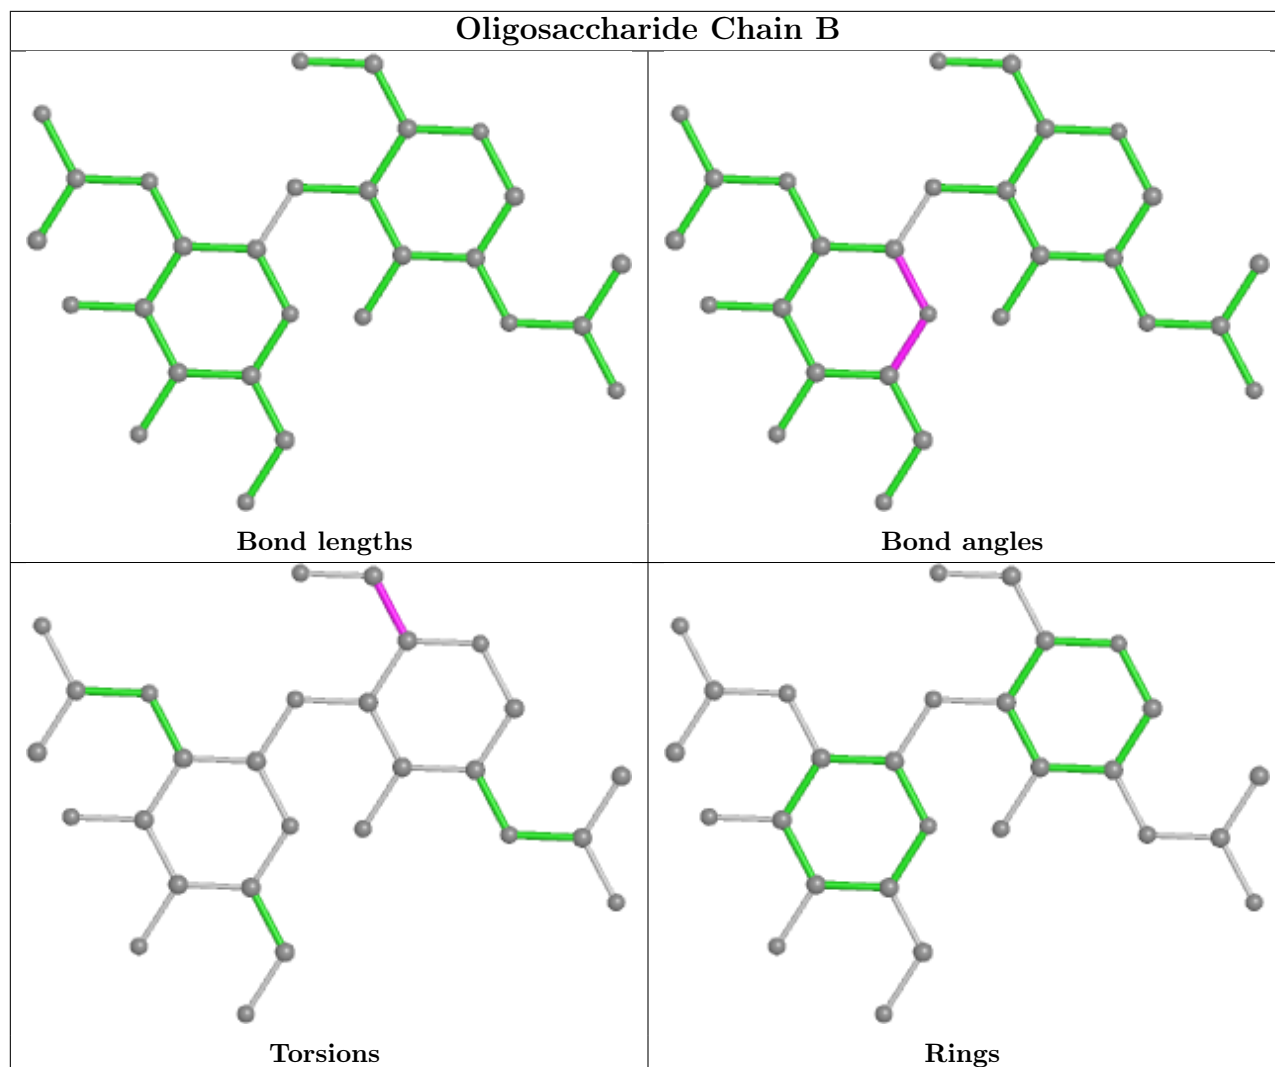 Oligosaccharide Chain B
Bond lengths
Bond angles
Torsions
Rings